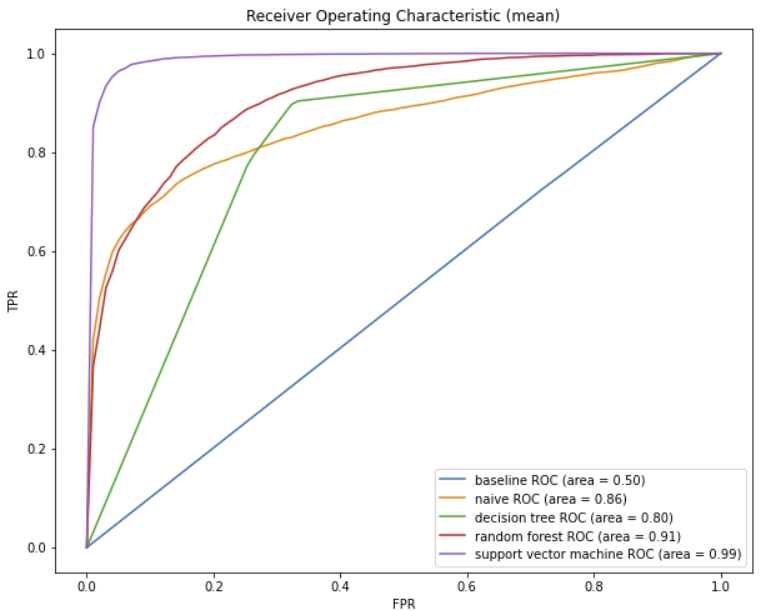 Receiver Operating Characteristic (mean)
1.0
0.8
0.6
0.4
0.2
0.0
TPR
baseline ROC (area = 0.50)
naive ROC (area = 0.86)
decision tree ROC (area = 0.80)
random forest ROC (area = 0.91)
support vector machine ROC (area = 0.99)
0.0 0.2 0.4 0.6 0.8 1.0
FPR